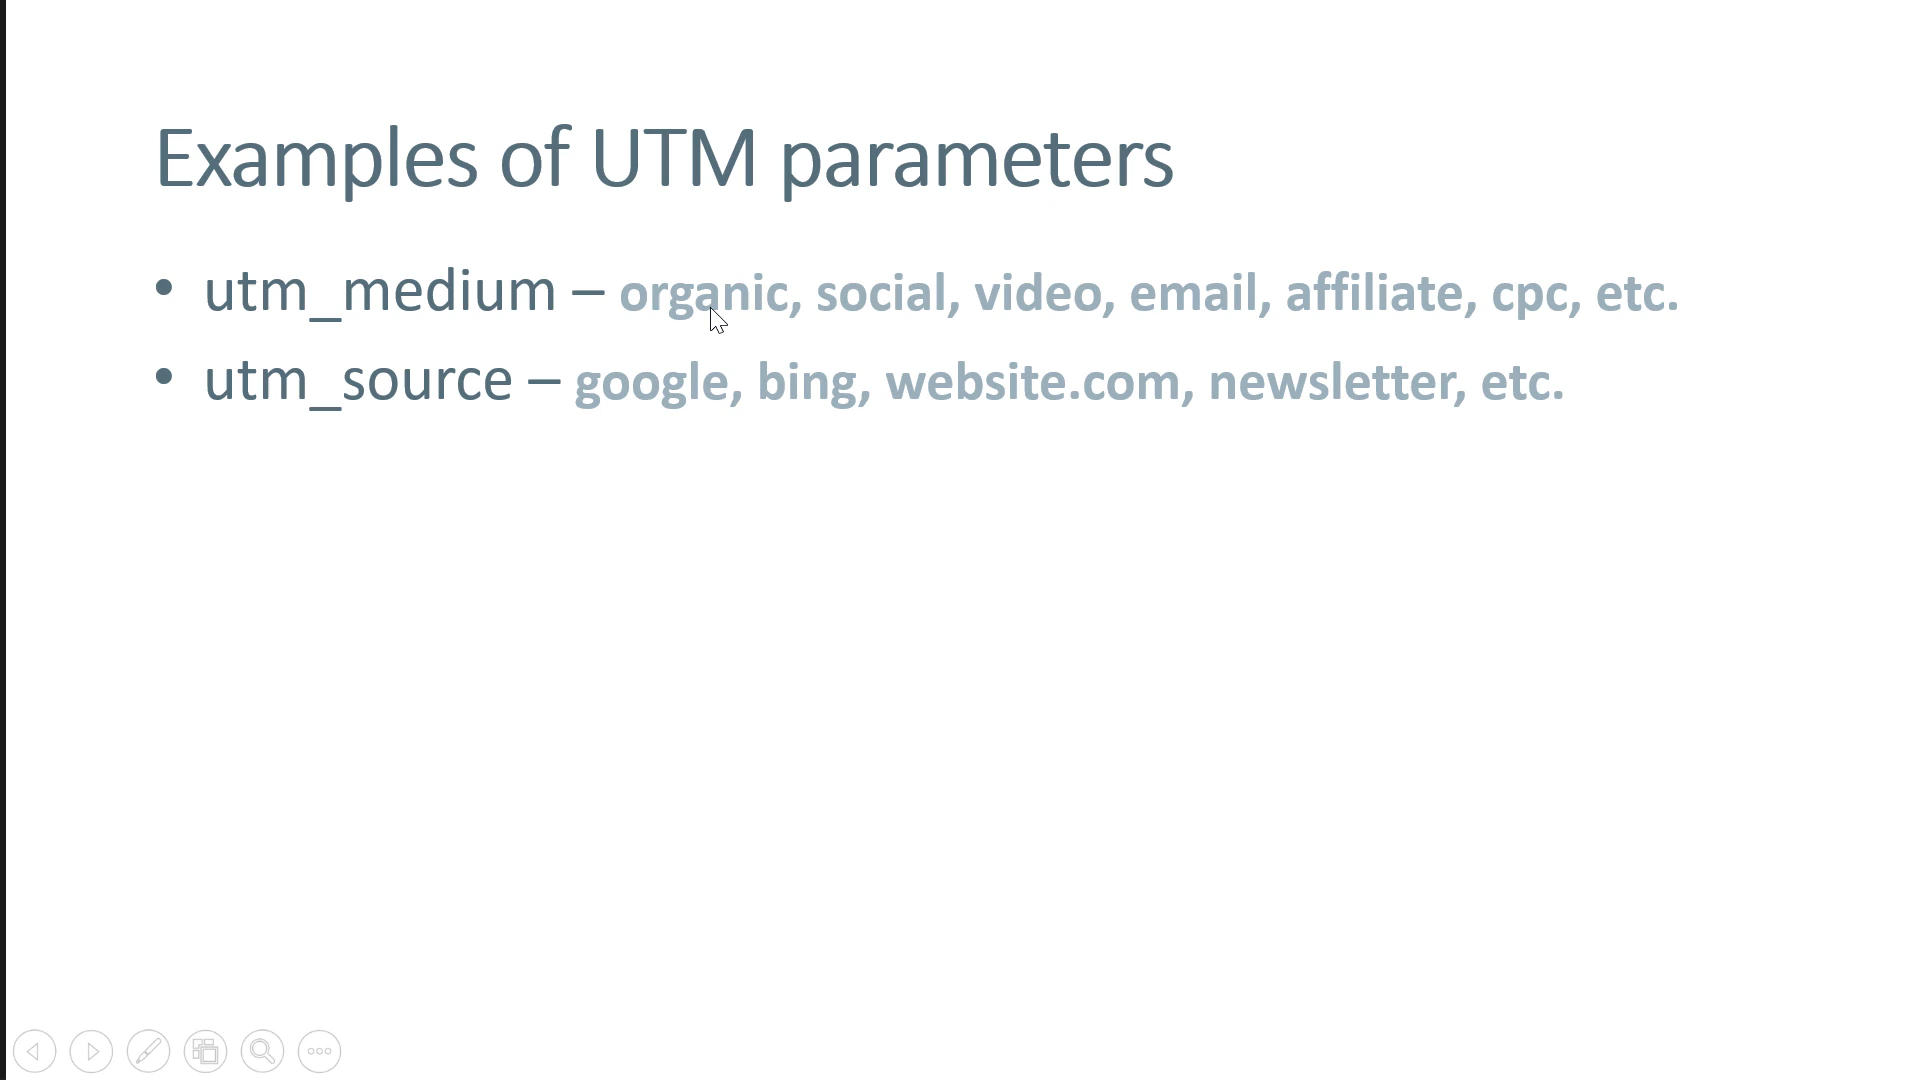 Examples of UTM parameters
• utm_medium – organic, social, video, email, affiliate, cpc, etc.
• utm_source – google, bing, website.com, newsletter, etc.